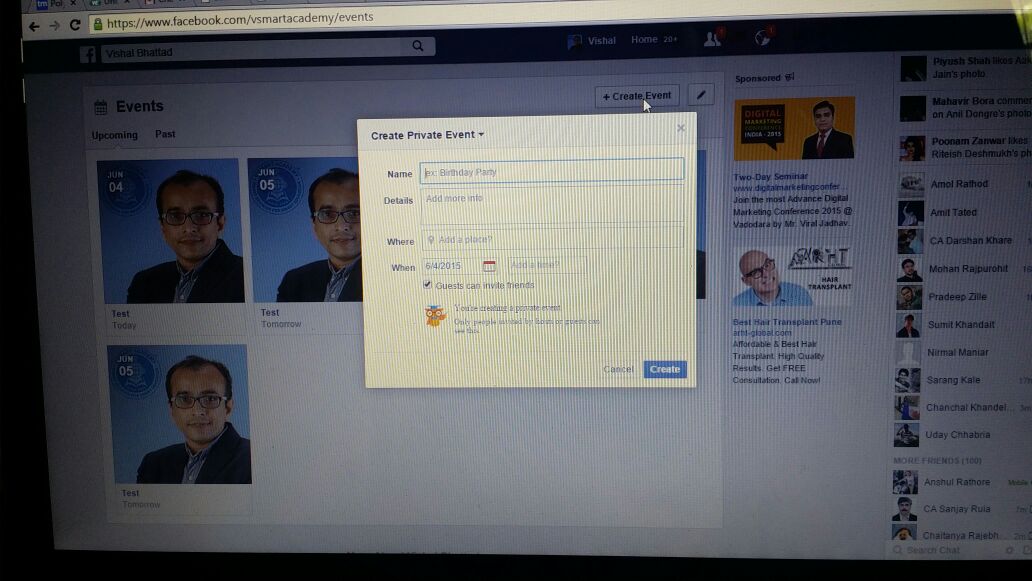 tm Pol
https://www.facebook.com/vsmartacademy/events
Vishal Bhattad
Vishal
Home 20+
Events
+ Create Event
Upcoming
Past
JUN
04
JUN
05
Test
Today
Test
Tomorrow
JUN
05
Test
Tomorrow
Create Private Event
Name
ex: Birthday Party
Details
Add more info
Where
Add a place?
When
6/4/2015
Add a time?
Guests can invite friends
You're creating a private event
Only people invited by hosts or guests can
see this.
Cancel
Create
Sponsored
DIGITAL
MARKETING
CONFERENCE
INDIA - 2015
Two-Day Seminar
www.digitalmarketingconfer...
Join the most Advance Digital
Marketing Conference 2015 @
Vadodara by Mr. Viral Jadhav.
ARHT
HAIR
TRANSPLANT
Best Hair Transplant Pune
arht-global.com
Affordable & Best Hair
Transplant. High Quality
Results. Get FREE
Consultation. Call Now!
Piyush Shah likes Aak
Jain's photo.
Mahavir Bora comme
on Anil Dongre's photo
Poonam Zanwar likes
Riteish Deshmukh's ph
Amol Rathod
Amit Tated
CA Darshan Khare
Mohan Rajpurohit
Pradeep Zille
Sumit Khandait
Nirmal Maniar
Sarang Kale
Chanchal Khandel...
Uday Chhabria
MORE FRIENDS (100)
Anshul Rathore
Mobile
CA Sanjay Ruia
7m
Chaitanya Rajebh...
2m
Search Chat